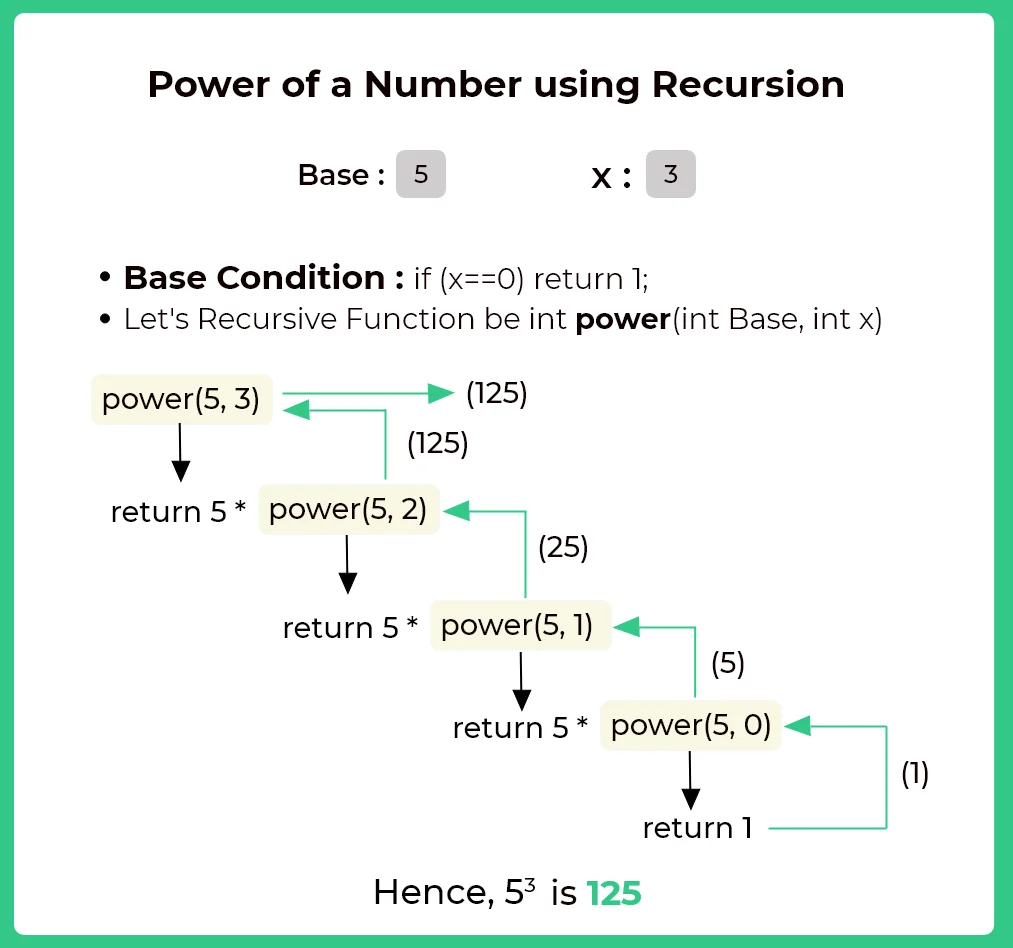 Power of a Number using Recursion
Base : 5 x : 3
• Base Condition : if (x==0) return 1;
• Let's Recursive Function be int power(int Base, int x)
power(5, 3) (125)
(125)
return 5 * power(5, 2)
(25)
return 5 * power(5, 1)
(5)
return 5 * power(5, 0)
(1)
return 1
Hence, 5³ is 125